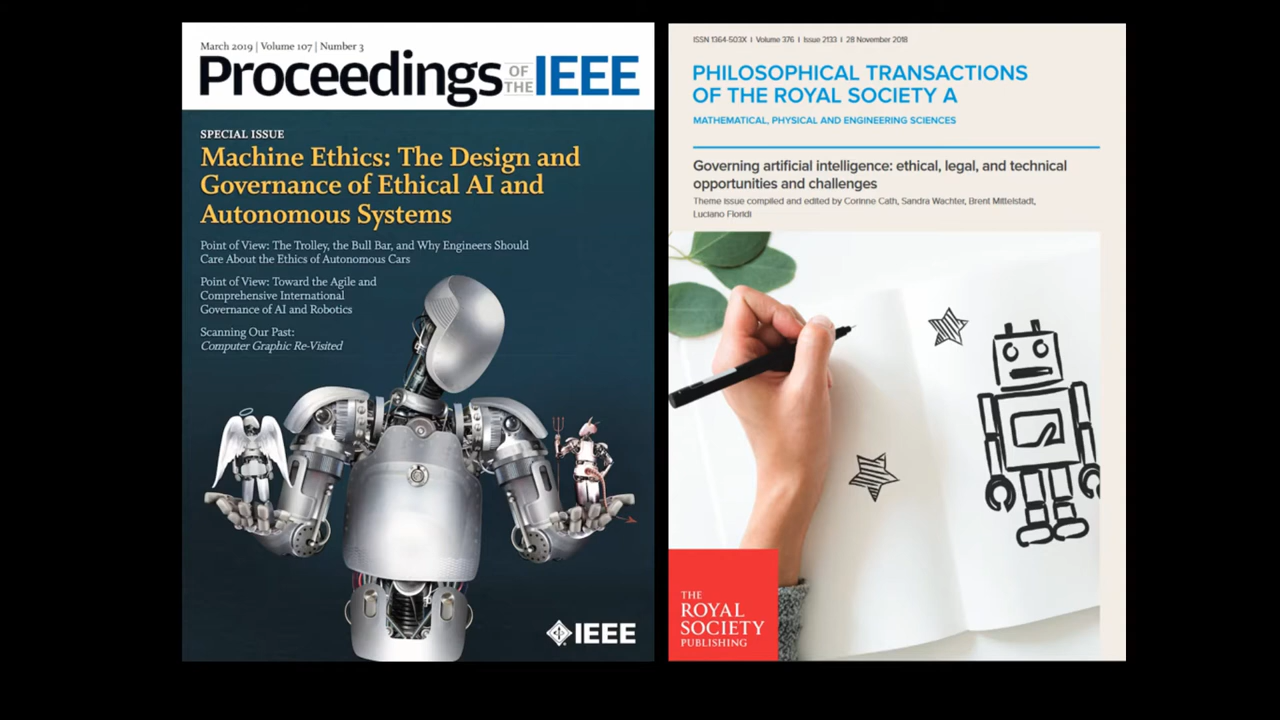 March 2019 | Volume 107 | Number 3
Proceedings OF THE IEEE
SPECIAL ISSUE
Machine Ethics: The Design and
Governance of Ethical AI and
Autonomous Systems
Point of View: The Trolley, the Bull Bar, and Why Engineers Should
Care About the Ethics of Autonomous Cars
Point of View: Toward the Agile and
Comprehensive International
Governance of AI and Robotics
Scanning Our Past:
Computer Graphic Re-Visited
IEEE
ISSN 1364-503X | Volume 376 | Issue 2133 | 28 November 2018
PHILOSOPHICAL TRANSACTIONS
OF THE ROYAL SOCIETY A
MATHEMATICAL, PHYSICAL AND ENGINEERING SCIENCES
Governing artificial intelligence: ethical, legal, and technical
opportunities and challenges
Theme issue compiled and edited by Corinne Cath, Sandra Wachter, Brent Mittelstadt,
Luciano Floridi
THE
ROYAL
SOCIETY
PUBLISHING